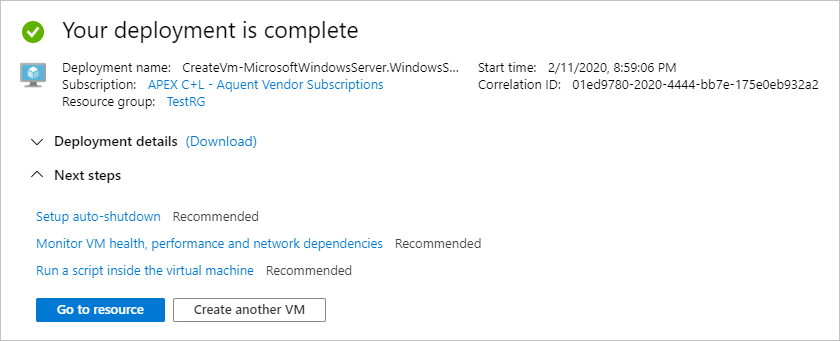 Your deployment is complete
Deployment name: CreateVm-MicrosoftWindowsServer.WindowsS... Start time: 2/11/2020, 8:59:06 PM
Subscription: APEX C+L - Aquent Vendor Subscriptions Correlation ID: 01ed9780-2020-4444-bb7e-175e0eb932a2
Resource group: TestRG
Deployment details (Download)
Next steps
Setup auto-shutdown Recommended
Monitor VM health, performance and network dependencies Recommended
Run a script inside the virtual machine Recommended
Go to resource Create another VM